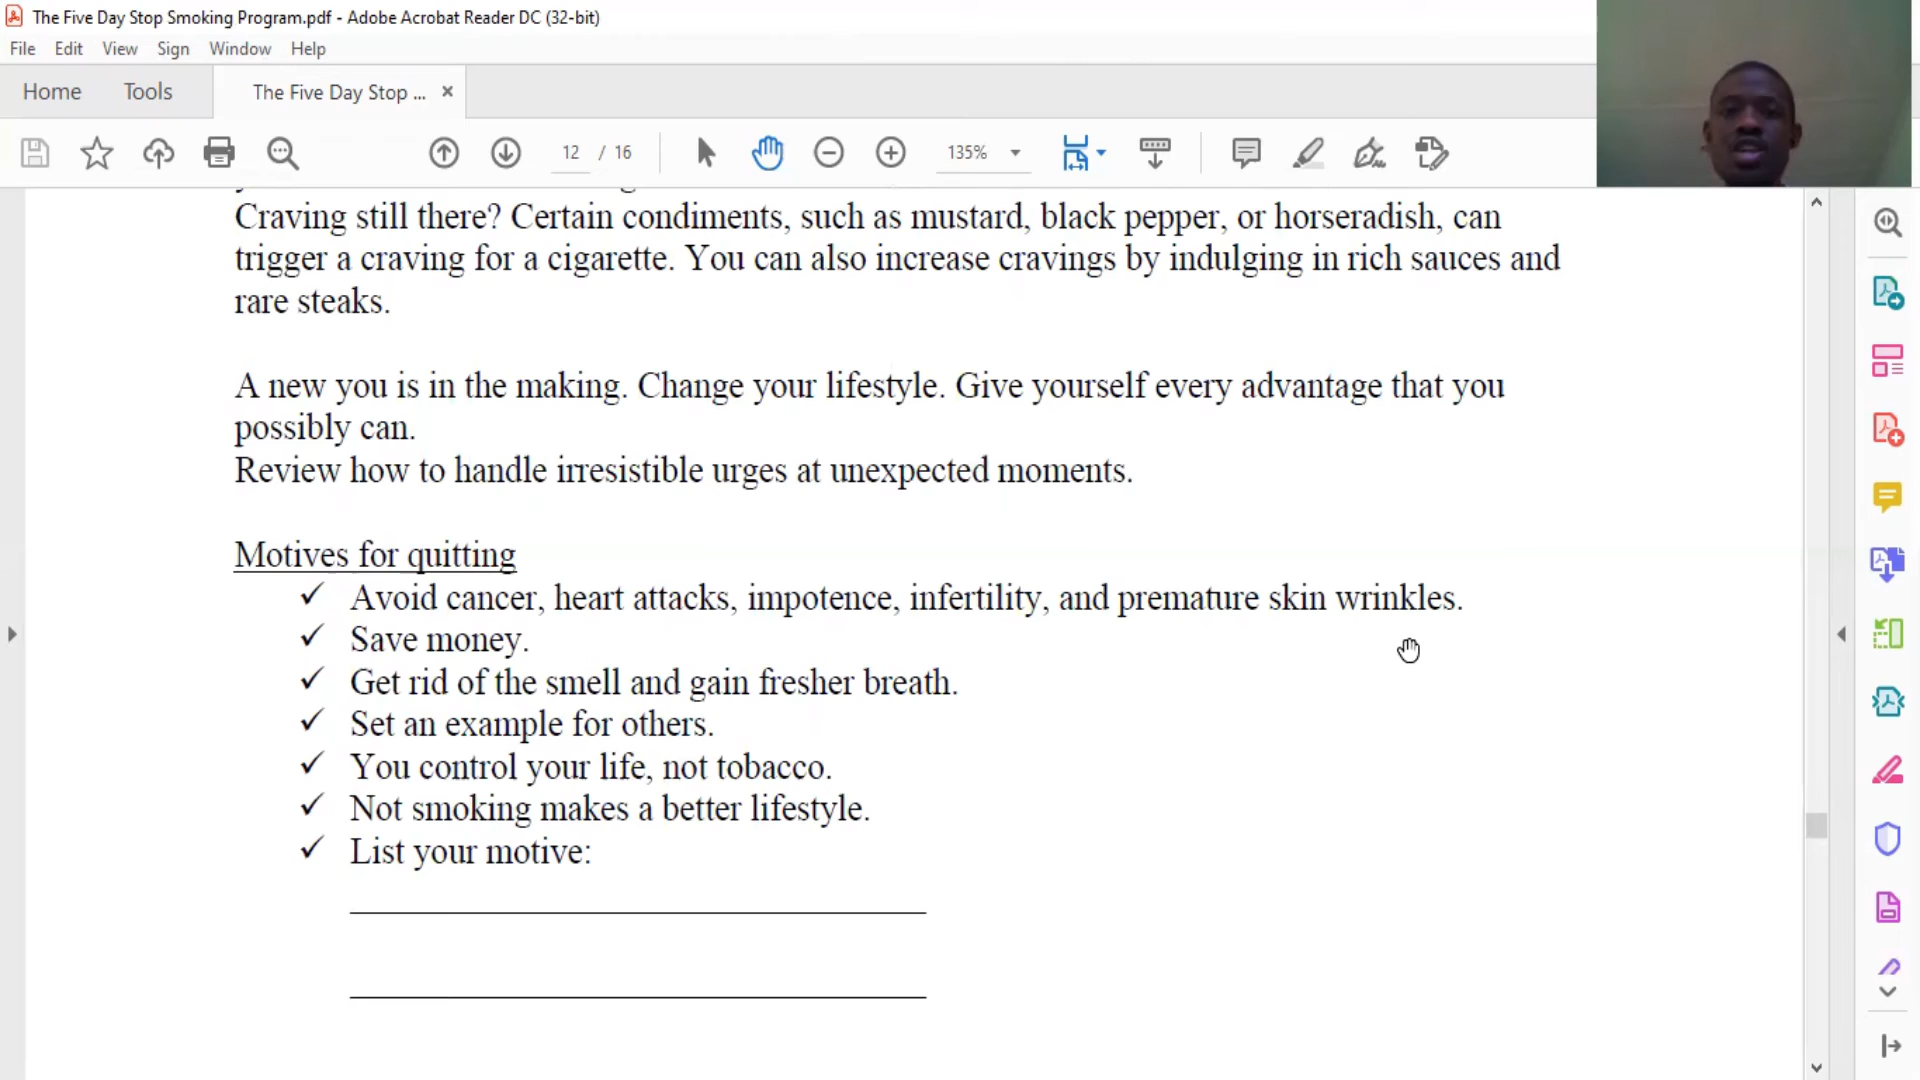 The Five Day Stop Smoking Program.pdf - Adobe Acrobat Reader DC (32-bit)
File Edit View Sign Window Help
Home Tools The Five Day Stop ...
12 / 16 135%
Craving still there? Certain condiments, such as mustard, black pepper, or horseradish, can
trigger a craving for a cigarette. You can also increase cravings by indulging in rich sauces and
rare steaks.
A new you is in the making. Change your lifestyle. Give yourself every advantage that you
possibly can.
Review how to handle irresistible urges at unexpected moments.
Motives for quitting
✓ Avoid cancer, heart attacks, impotence, infertility, and premature skin wrinkles.
✓ Save money.
✓ Get rid of the smell and gain fresher breath.
✓ Set an example for others.
✓ You control your life, not tobacco.
✓ Not smoking makes a better lifestyle.
✓ List your motive: